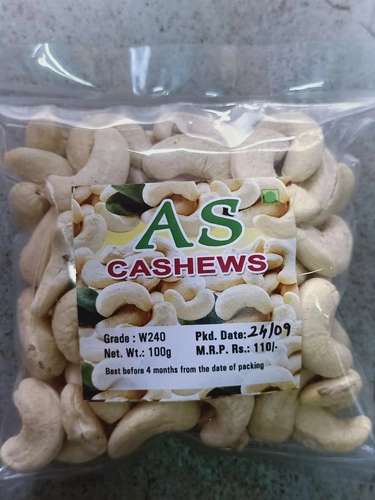 AS
CASHEWS
Grade : W240
Net. Wt.: 100g
Pkd. Date: 24/09
M.R.P. Rs.: 110/-
Best before 4 months from the date of packing